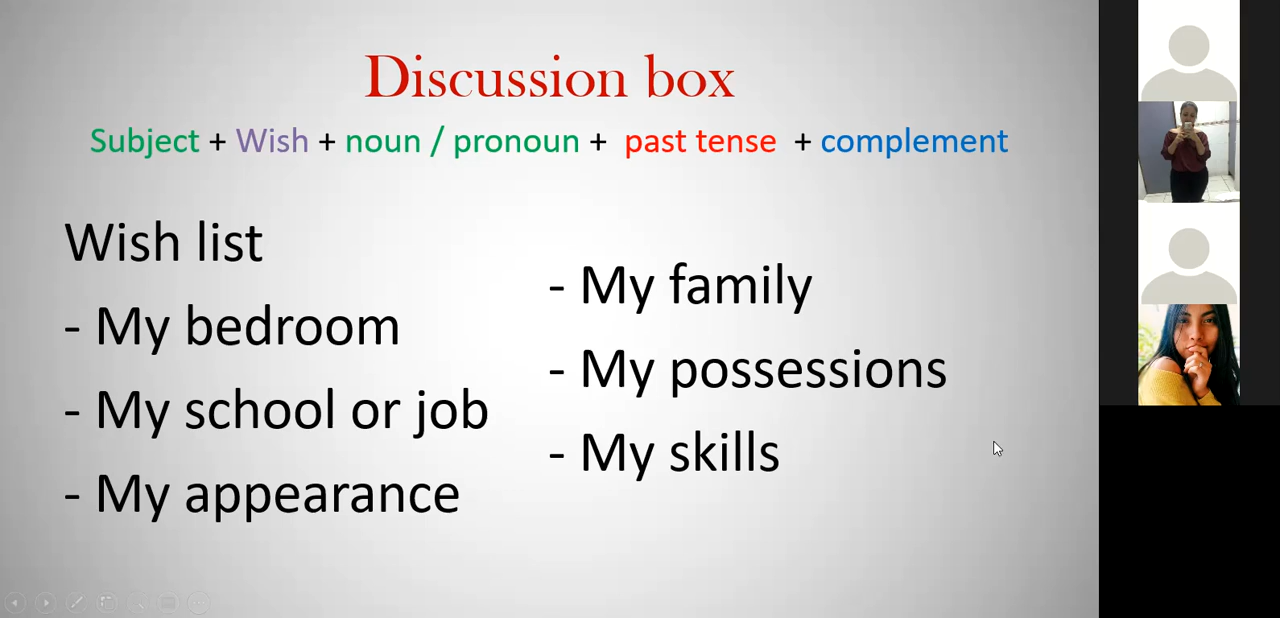 Discussion box
Subject + Wish + noun / pronoun + past tense + complement
Wish list
- My bedroom
- My school or job
- My appearance
- My family
- My possessions
- My skills